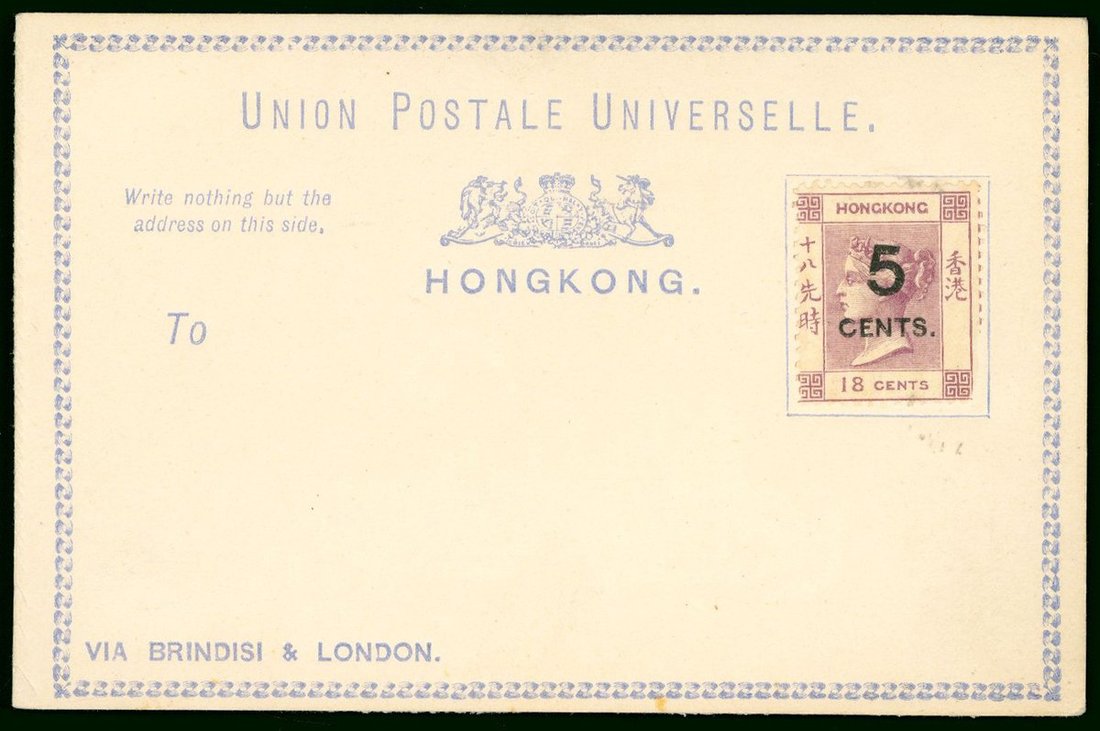 UNION POSTALE UNIVERSELLE.
Write nothing but the
address on this side.
HONGKONG.
To
HONGKONG
十八先時
香港
5
CENTS.
18 CENTS
VIA BRINDISI & LONDON.